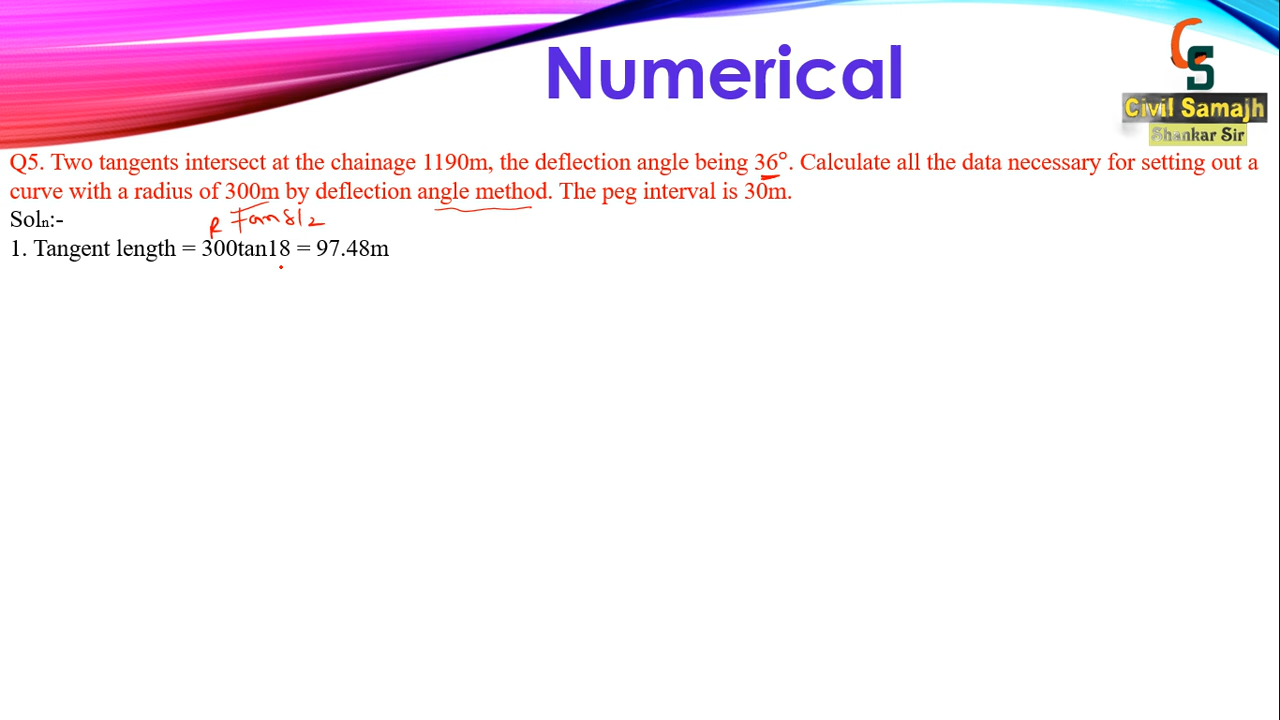 Numerical
CS
Civil Samajh
Shankar Sir
Q5. Two tangents intersect at the chainage 1190m, the deflection angle being 36°. Calculate all the data necessary for setting out a
curve with a radius of 300m by deflection angle method. The peg interval is 30m.
Soln:-
R Tan δ/2
1. Tangent length = 300tan18 = 97.48m